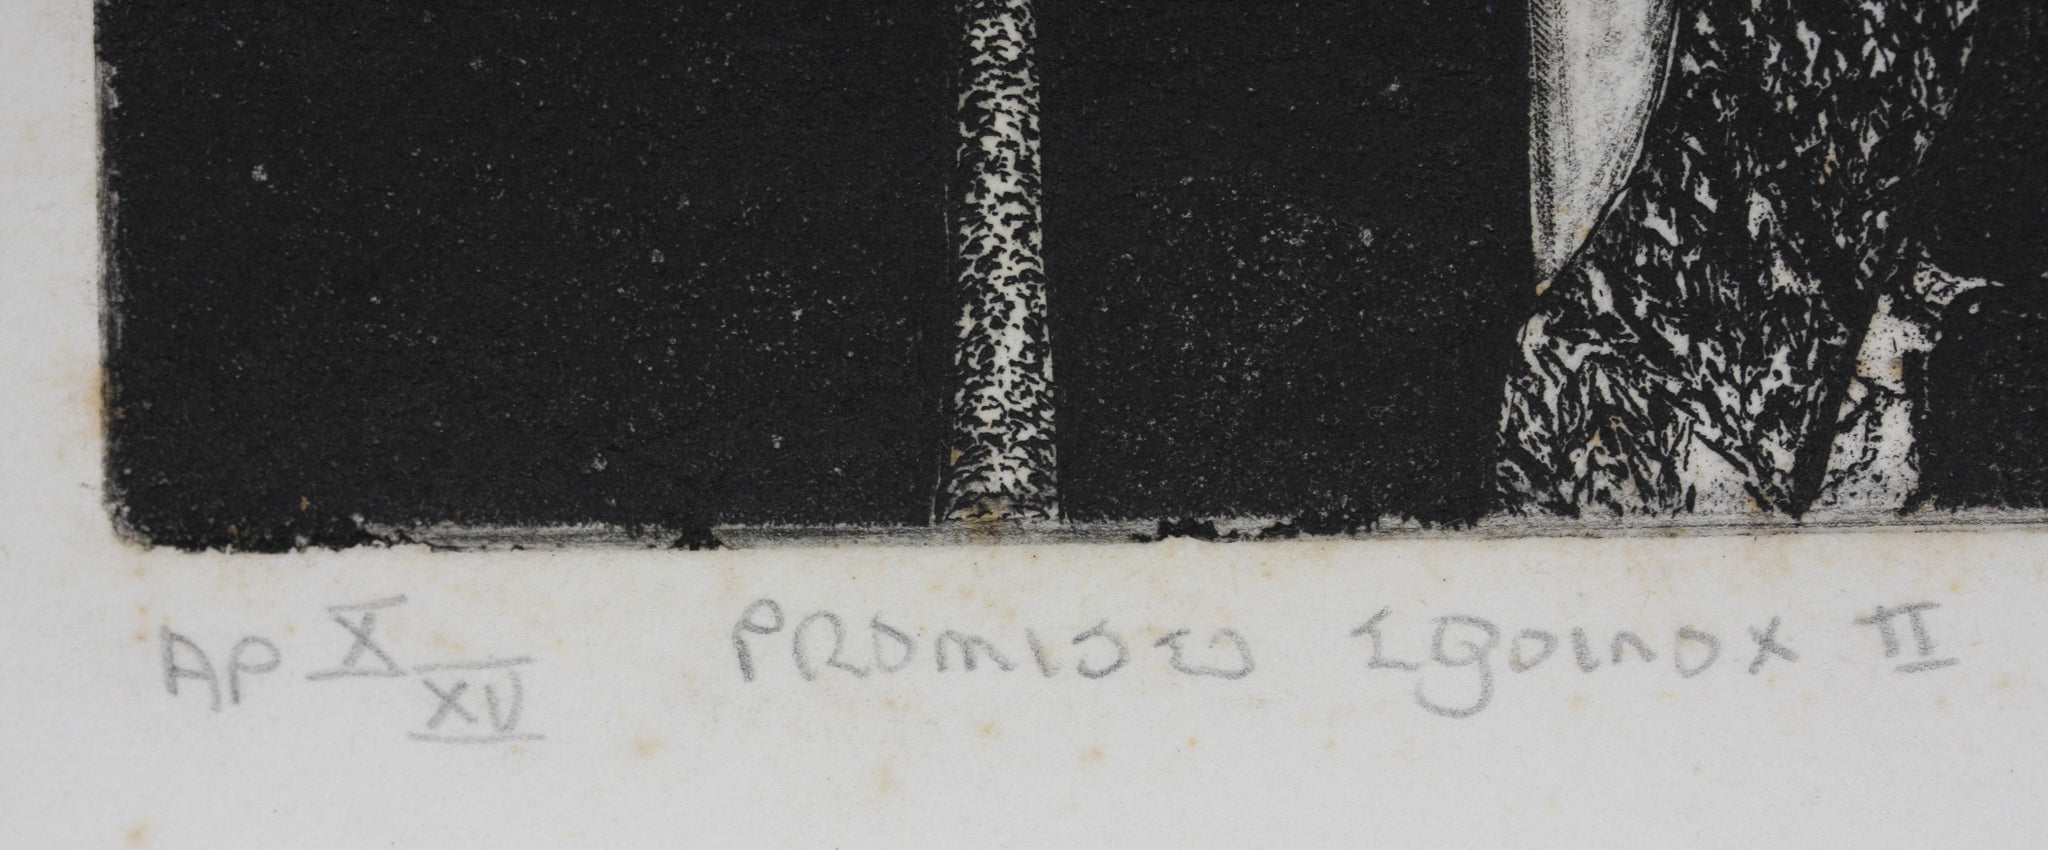 AP X/XV PROMISED EQUINOX II